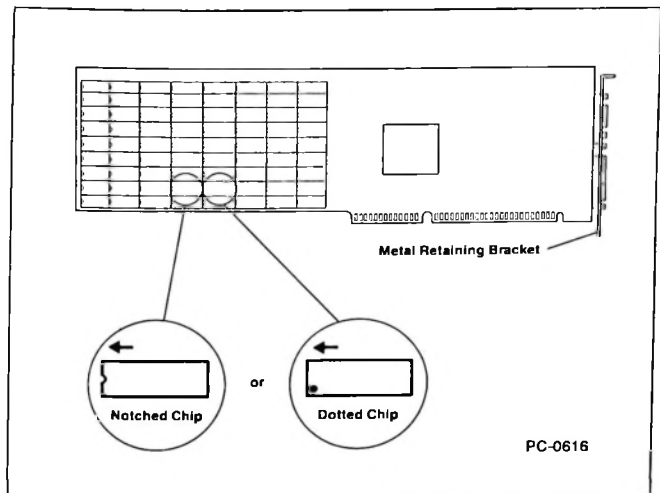 Metal Retaining Bracket
or
Notched Chip
Dotted Chip
PC-0616